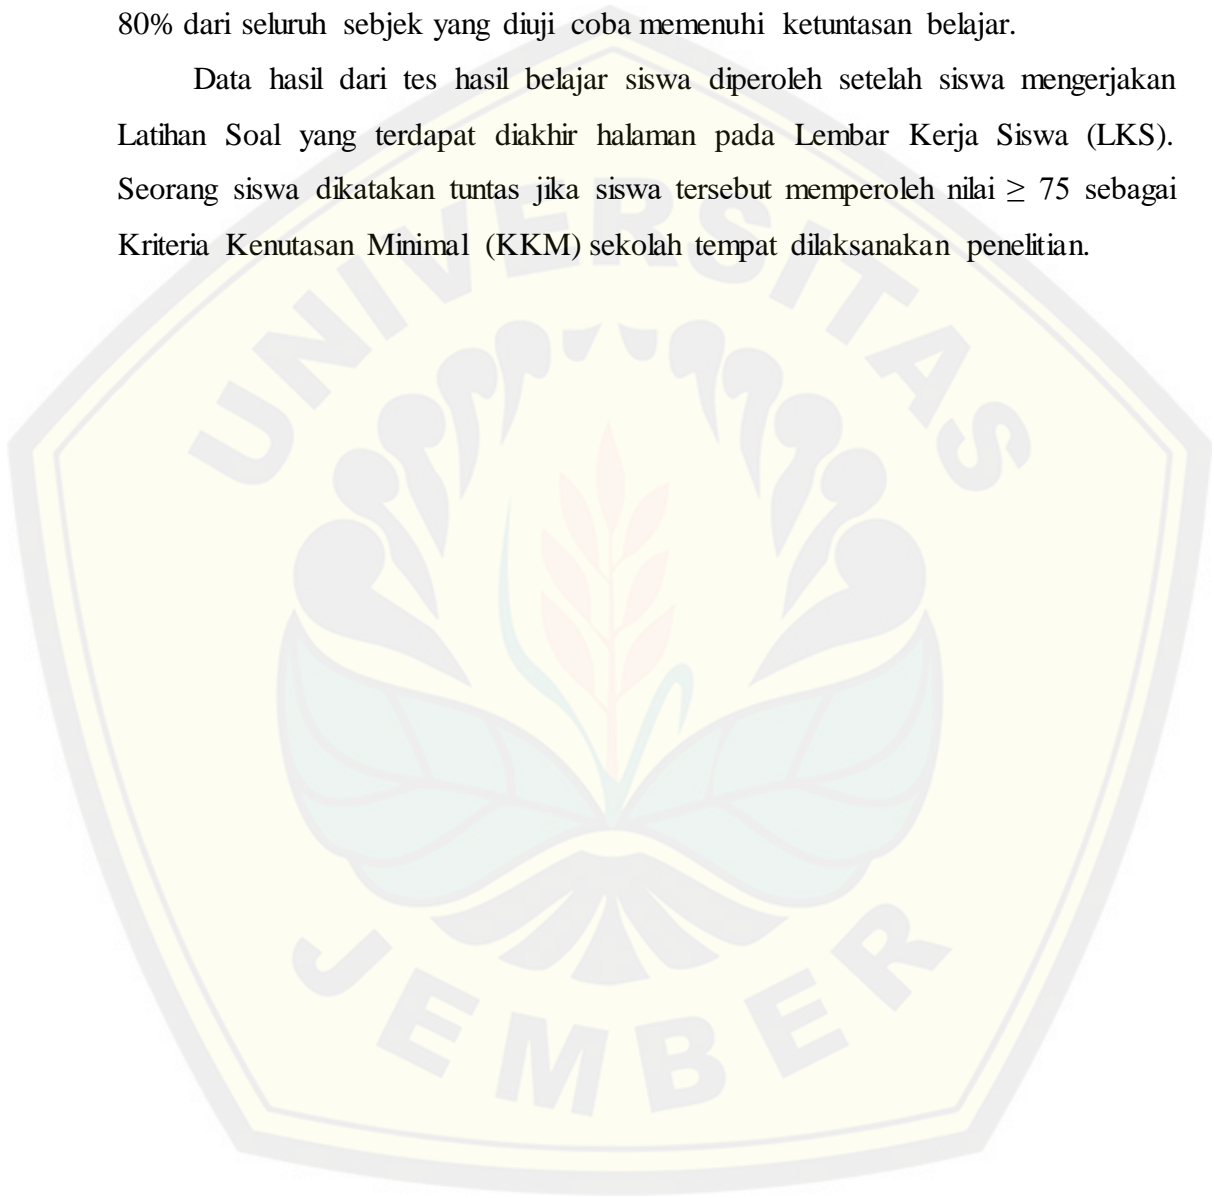 80% dari seluruh sebjek yang diuji coba memenuhi ketuntasan belajar.
Data hasil dari tes hasil belajar siswa diperoleh setelah siswa mengerjakan
Latihan Soal yang terdapat diakhir halaman pada Lembar Kerja Siswa (LKS).
Seorang siswa dikatakan tuntas jika siswa tersebut memperoleh nilai ≥ 75 sebagai
Kriteria Kenutasan Minimal (KKM) sekolah tempat dilaksanakan penelitian.
UNIVERSITAS
JEMBER